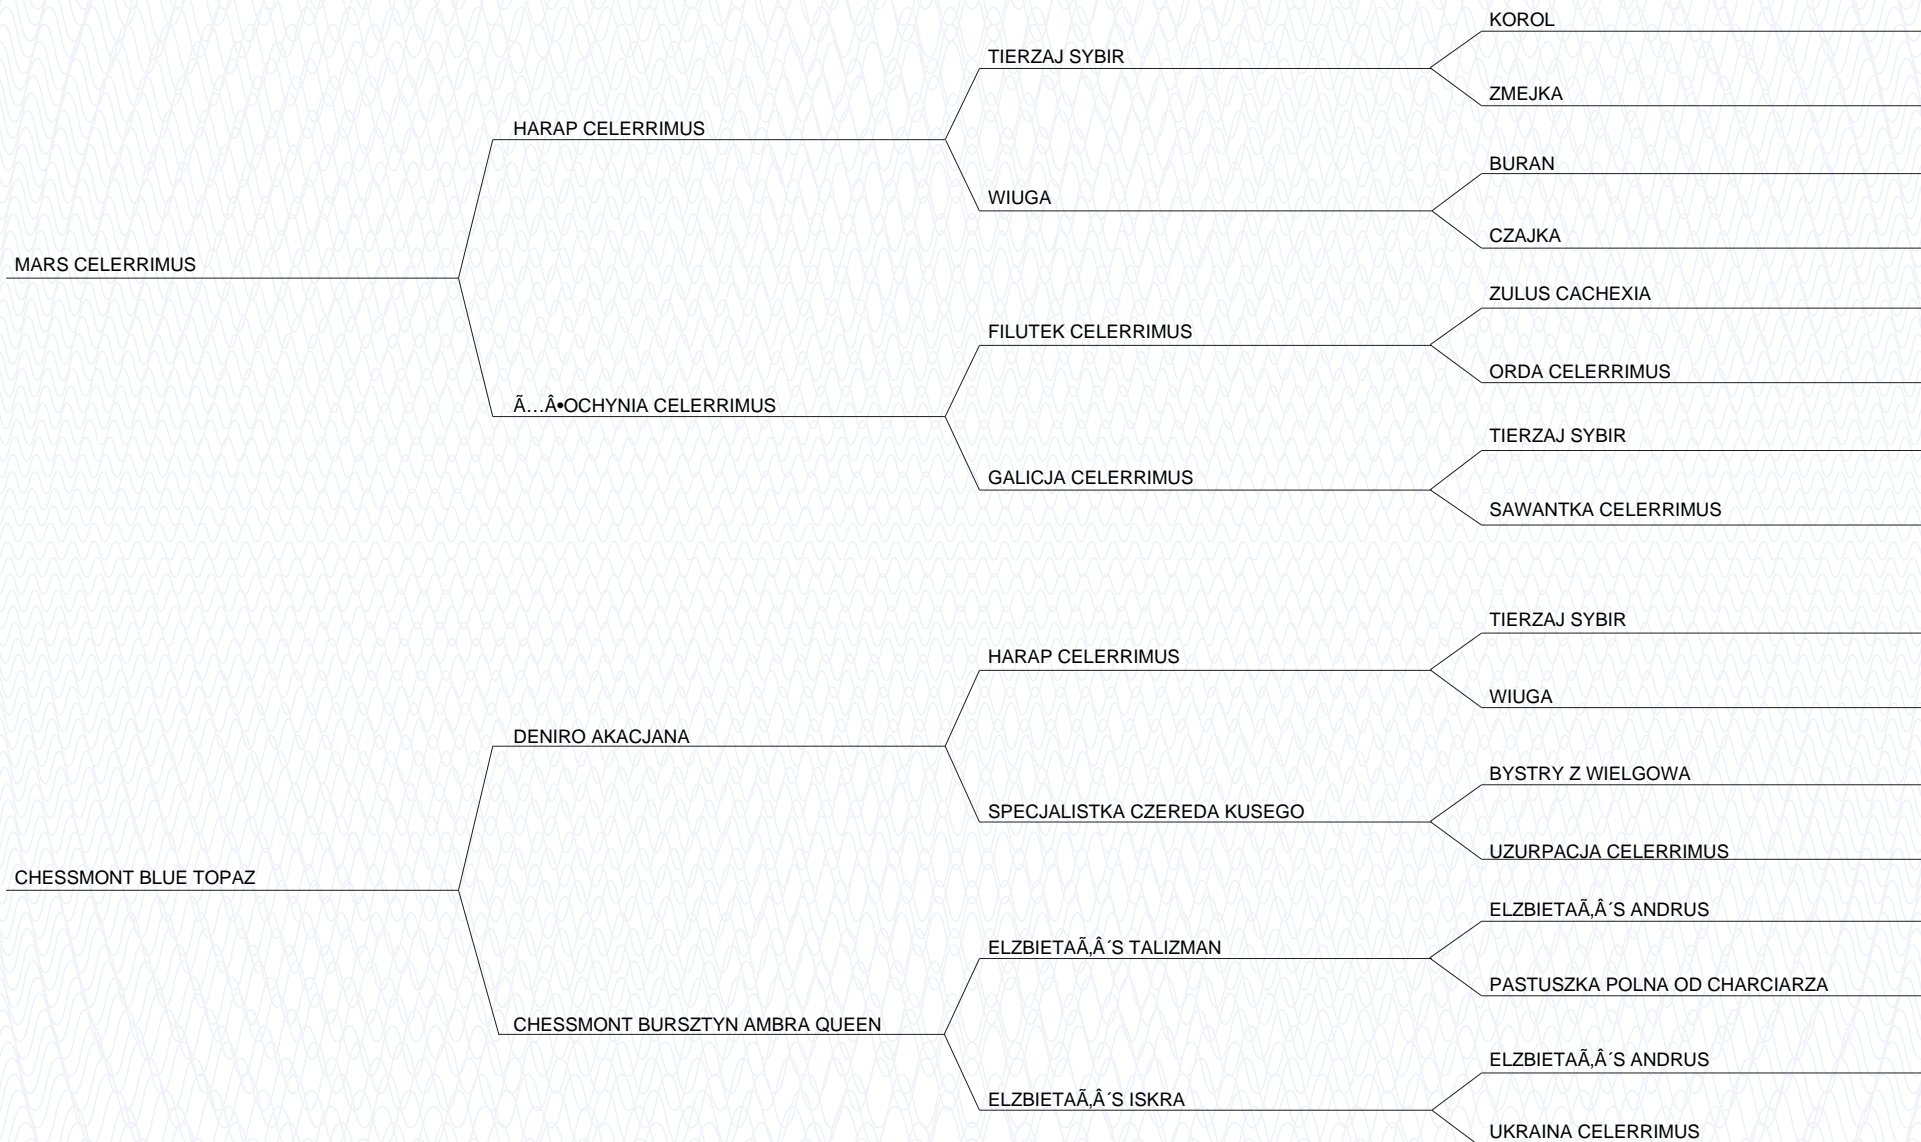 KOROL
TIERZAJ SYBIR
ZMEJKA
HARAP CELERRIMUS
BURAN
WIUGA
CZAJKA
MARS CELERRIMUS
ZULUS CACHEXIA
FILUTEK CELERRIMUS
ORDA CELERRIMUS
Ã…Â•OCHYNIA CELERRIMUS
TIERZAJ SYBIR
GALICJA CELERRIMUS
SAWANTKA CELERRIMUS
TIERZAJ SYBIR
HARAP CELERRIMUS
WIUGA
DENIRO AKACJANA
BYSTRY Z WIELGOWA
SPECJALISTKA CZEREDA KUSEGO
UZURPACJA CELERRIMUS
CHESSMONT BLUE TOPAZ
ELZBIETAÃ‚Â´S ANDRUS
ELZBIETAÃ‚Â´S TALIZMAN
PASTUSZKA POLNA OD CHARCIARZA
CHESSMONT BURSZTYN AMBRA QUEEN
ELZBIETAÃ‚Â´S ANDRUS
ELZBIETAÃ‚Â´S ISKRA
UKRAINA CELERRIMUS